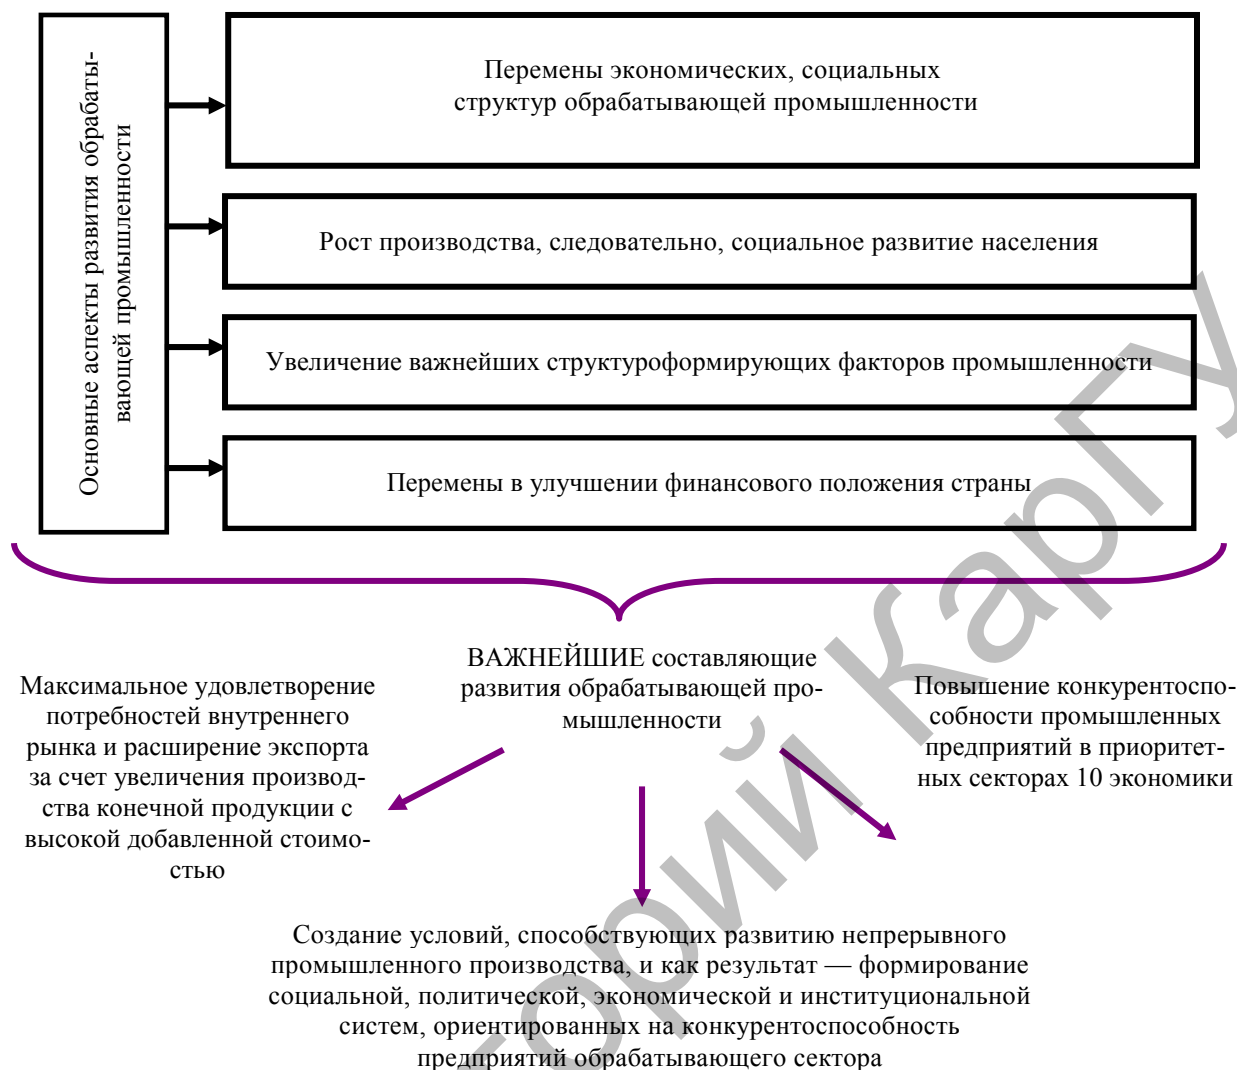 Основные аспекты развития обрабаты-
вающей промышленности
Перемены экономических, социальных
структур обрабатывающей промышленности
Рост производства, следовательно, социальное развитие населения
Увеличение важнейших структуроформирующих факторов промышленности
Перемены в улучшении финансового положения страны
ВАЖНЕЙШИЕ составляющие
развития обрабатывающей про-
мышленности
Максимальное удовлетворение
потребностей внутреннего
рынка и расширение экспорта
за счет увеличения производ-
ства конечной продукции с
высокой добавленной стоимо-
стью
Повышение конкурентоспо-
собности промышленных
предприятий в приоритет-
ных секторах 10 экономики
Создание условий, способствующих развитию непрерывного
промышленного производства, и как результат — формирование
социальной, политической, экономической и институциональной
систем, ориентированных на конкурентоспособность
предприятий обрабатывающего сектора
торий КарГУ